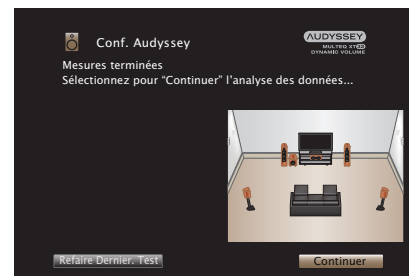 Conf. Audyssey
AUDYSSEY
MULTEQ XT32
DYNAMIC VOLUME
Mesures terminées
Sélectionnez pour “Continuer” l’analyse des données...
Refaire Dernier. Test
Continuer